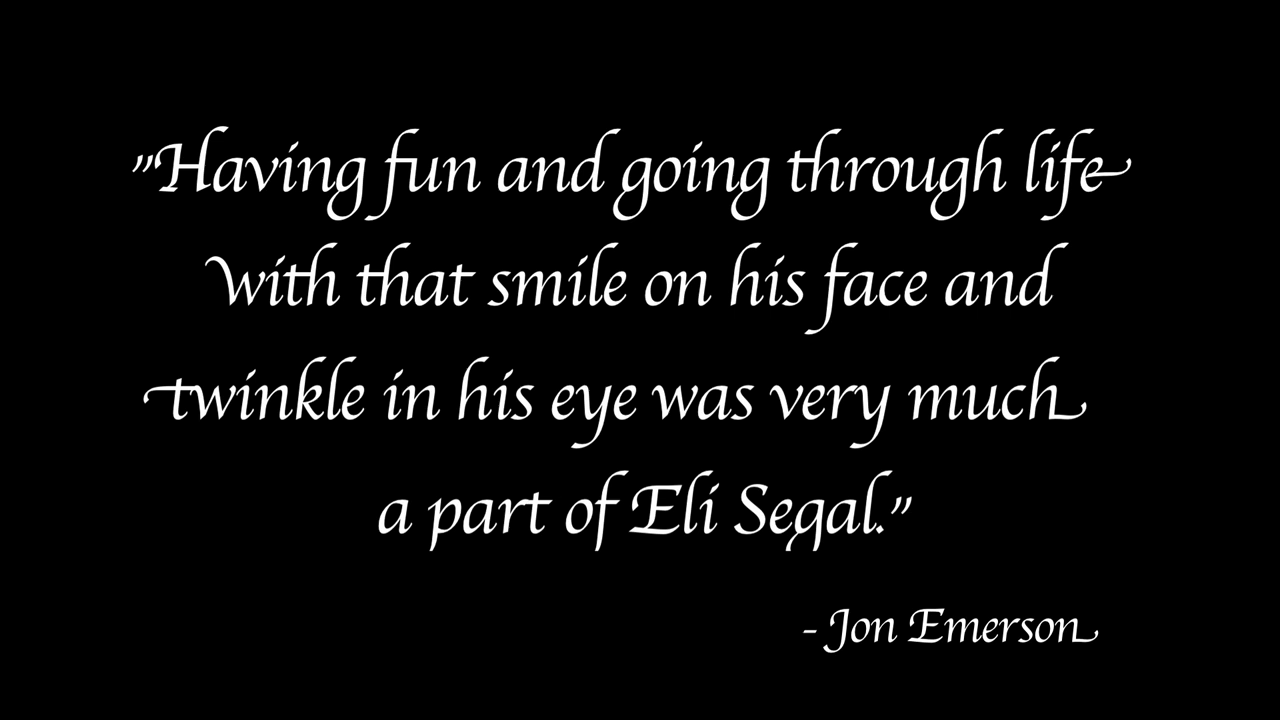 "Having fun and going through life
with that smile on his face and
twinkle in his eye was very much
a part of Eli Segal."
- Jon Emerson